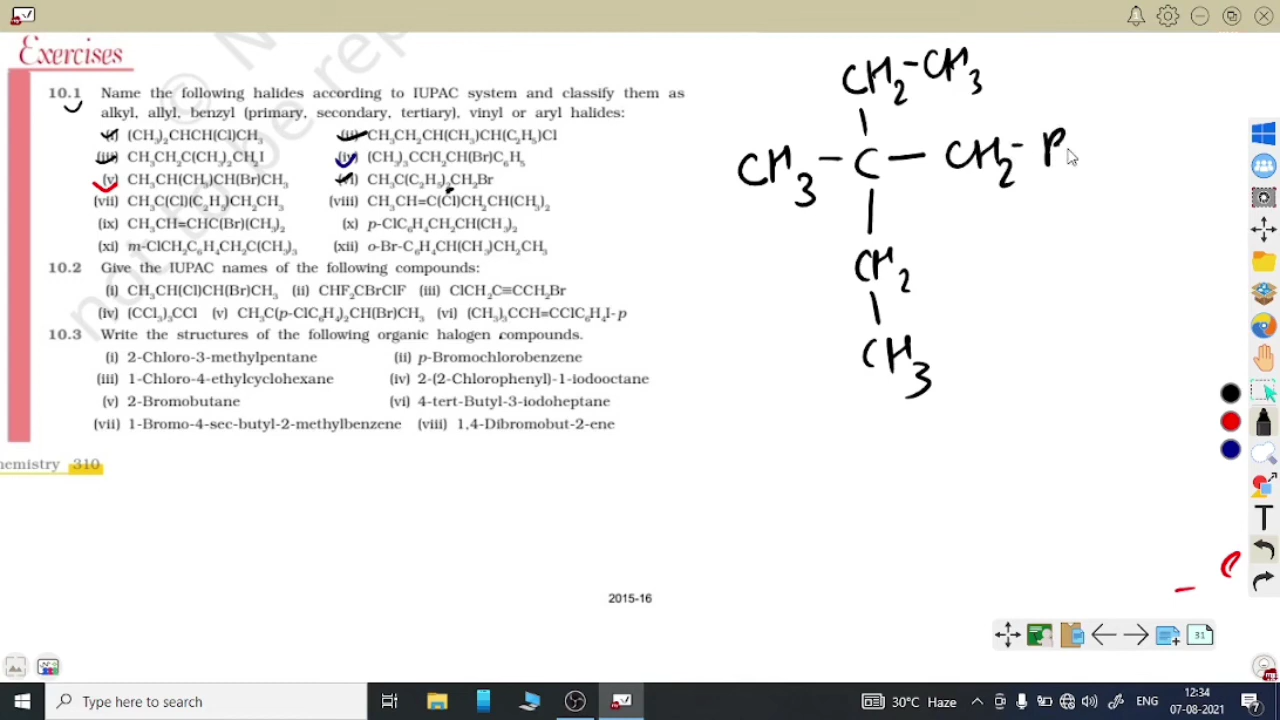 Exercises
10.1 Name the following halides according to IUPAC system and classify them as
alkyl, allyl, benzyl (primary, secondary, tertiary), vinyl or aryl halides:
(i) (CH₃)₂CHCH(Cl)CH₃ (ii) CH₃CH₂CH(CH₃)CH(C₂H₅)Cl
(iii) CH₃CH₂C(CH₃)₂CH₂I (iv) (CH₃)₃CCH₂CH(Br)C₆H₅
(v) CH₃CH(CH₃)CH(Br)CH₃ (vi) CH₃C(C₂H₅)₂CH₂Br
(vii) CH₃C(Cl)(C₂H₅)CH₂CH₃ (viii) CH₃CH=C(Cl)CH₂CH(CH₃)₂
(ix) CH₃CH=CHC(Br)(CH₃)₂ (x) p-ClC₆H₄CH₂CH(CH₃)₂
(xi) m-ClCH₂C₆H₄CH₂C(CH₃)₃ (xii) o-Br-C₆H₄CH(CH₃)CH₂CH₃
10.2 Give the IUPAC names of the following compounds:
(i) CH₃CH(Cl)CH(Br)CH₃ (ii) CHF₂CBrClF (iii) ClCH₂C≡CCH₂Br
(iv) (CCl₃)₃CCl (v) CH₃C(p-ClC₆H₄)₂CH(Br)CH₃ (vi) (CH₃)₃CCH=CClC₆H₄I-p
10.3 Write the structures of the following organic halogen compounds.
(i) 2-Chloro-3-methylpentane (ii) p-Bromochlorobenzene
(iii) 1-Chloro-4-ethylcyclohexane (iv) 2-(2-Chlorophenyl)-1-iodooctane
(v) 2-Bromobutane (vi) 4-tert-Butyl-3-iodoheptane
(vii) 1-Bromo-4-sec-butyl-2-methylbenzene (viii) 1,4-Dibromobut-2-ene
hemistry 310
2015-16
CH₂-CH₃
CH₃-C-CH₂-
CH₂
CH₃
31
Type here to search
30°C Haze
ENG
12:34
07-08-2021